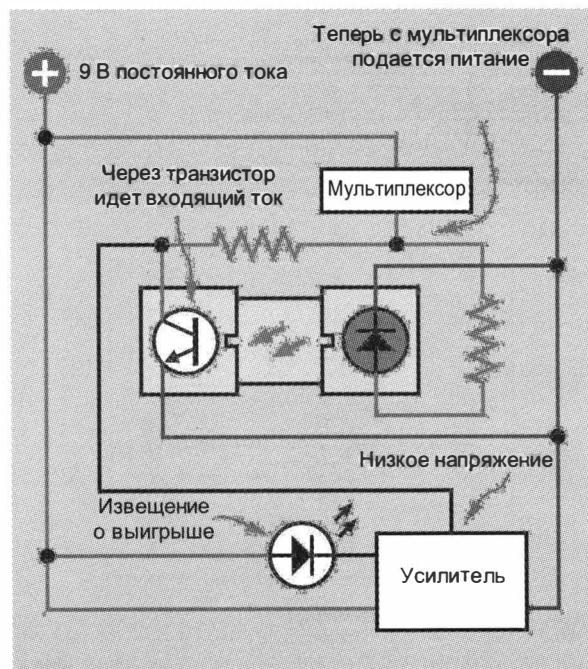 Теперь с мультиплексора
подается питание
+
9 В постоянного тока
−
Через транзистор
идет входящий ток
Мультиплексор
Низкое напряжение
Извещение
о выигрыше
Усилитель